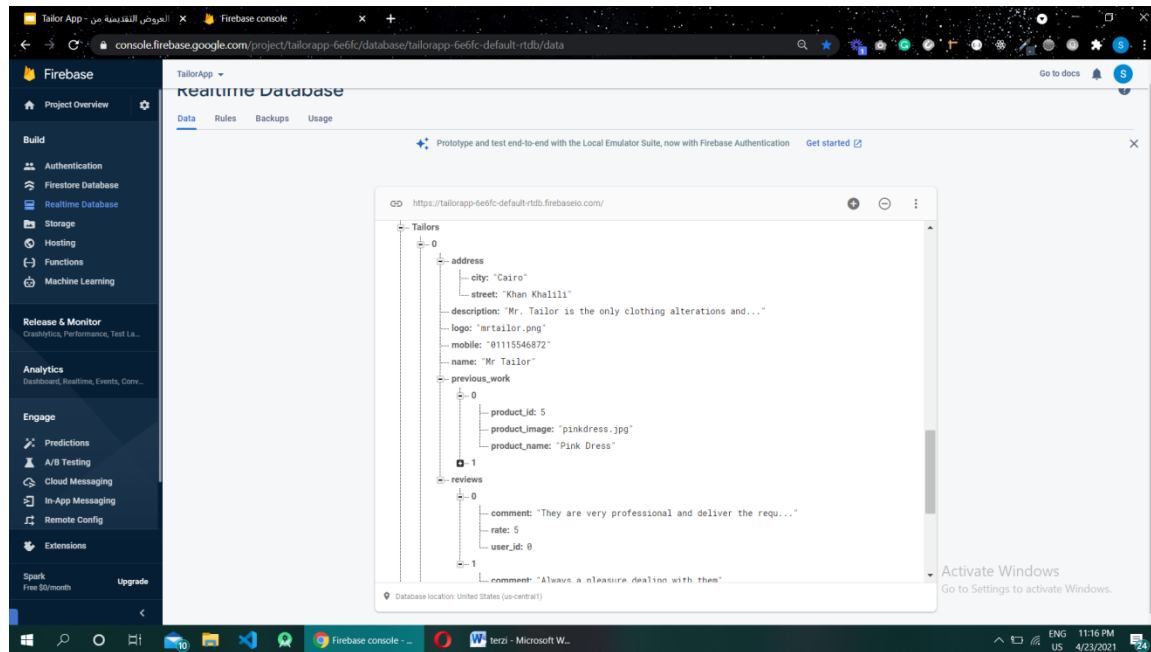 Tailor App - العروض التقديمية من
Firebase console
console.firebase.google.com/project/tailorapp-6e6fc/database/tailorapp-6e6fc-default-rtdb/data
Firebase
TailorApp
Go to docs
S
Project Overview
Realtime Database
Data Rules Backups Usage
Build
Prototype and test end-to-end with the Local Emulator Suite, now with Firebase Authentication Get started
Authentication
Firestore Database
Realtime Database
Storage
Hosting
Functions
Machine Learning
Release & Monitor
Crashlytics, Performance, Test La...
Analytics
Dashboard, Realtime, Events, Conv...
Engage
Predictions
A/B Testing
Cloud Messaging
In-App Messaging
Remote Config
Extensions
Spark
Free $0/month
Upgrade
https://tailorapp-6e6fc-default-rtdb.firebaseio.com/
Tailors
0
address
city: "Cairo"
street: "Khan Khalili"
description: "Mr. Tailor is the only clothing alterations and..."
logo: "mrtailor.png"
mobile: "01115546872"
name: "Mr Tailor"
previous_work
0
product_id: 5
product_image: "pinkdress.jpg"
product_name: "Pink Dress"
1
reviews
0
comment: "They are very professional and deliver the requ..."
rate: 5
user_id: 0
1
comment: "Always a pleasure dealing with them"
Database location: United States (us-central1)
Activate Windows
Go to Settings to activate Windows.
10
Firebase console - ...
terzi - Microsoft W...
ENG
US
11:16 PM
4/23/2021
24